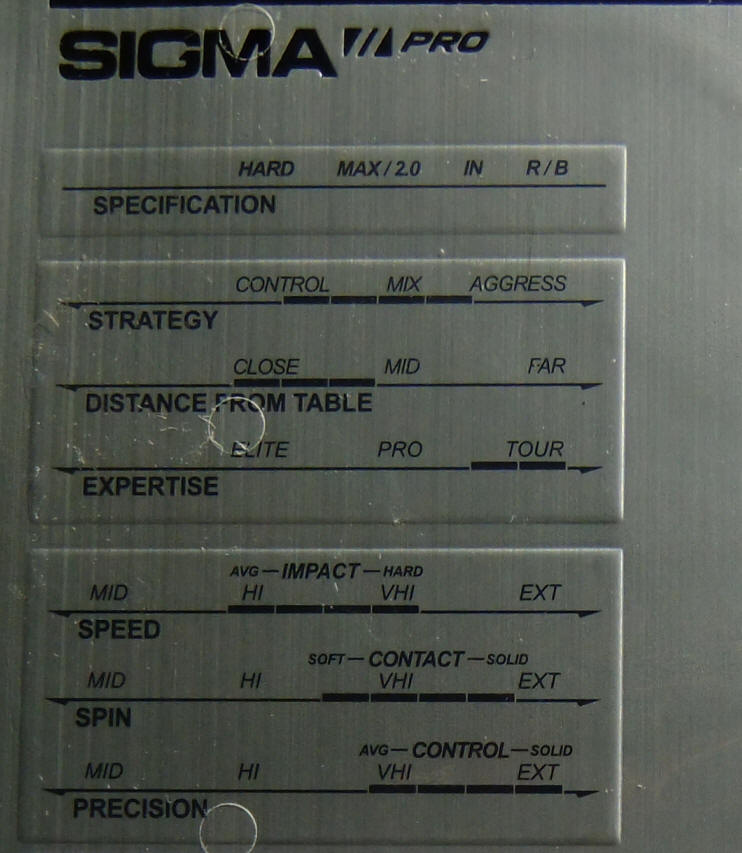 SIGMA PRO
HARD MAX/2.0 IN R/B
SPECIFICATION
CONTROL MIX AGGRESS
STRATEGY
CLOSE MID FAR
DISTANCE FROM TABLE
ELITE PRO TOUR
EXPERTISE
AVG—IMPACT—HARD
MID HI VHI EXT
SPEED
SOFT—CONTACT—SOLID
MID HI VHI EXT
SPIN
AVG—CONTROL—SOLID
MID HI VHI EXT
PRECISION